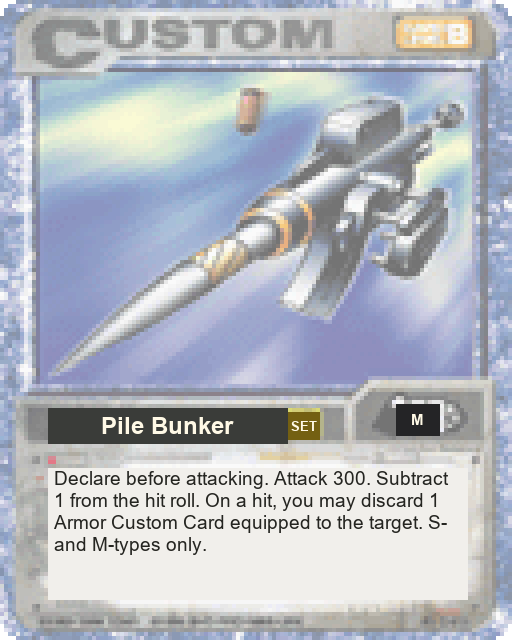 CUSTOM
B
Pile Bunker
SET
M
Declare before attacking. Attack 300. Subtract
1 from the hit roll. On a hit, you may discard 1
Armor Custom Card equipped to the target. S-
and M-types only.